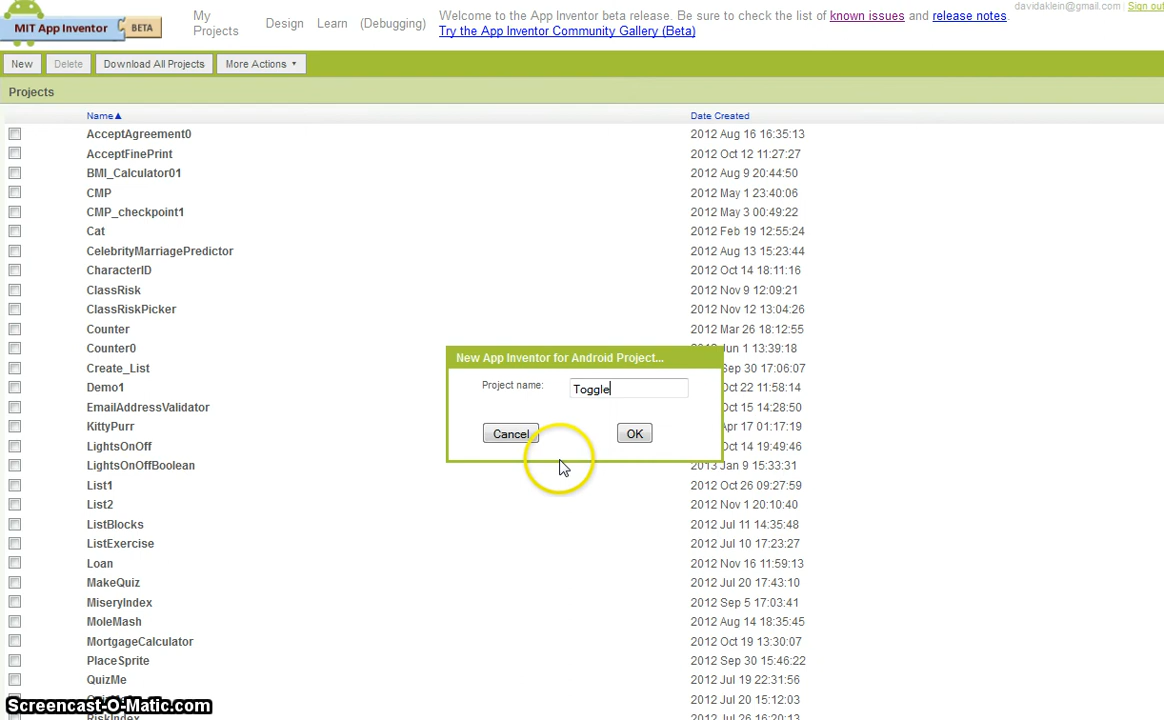 davidaklein@gmail.com | Sign out
MIT App Inventor BETA
My Projects Design Learn (Debugging)
Welcome to the App Inventor beta release. Be sure to check the list of known issues and release notes.
Try the App Inventor Community Gallery (Beta)
New Delete Download All Projects More Actions ▼
Projects
Name▲ Date Created
AcceptAgreement0 2012 Aug 16 16:35:13
AcceptFinePrint 2012 Oct 12 11:27:27
BMI_Calculator01 2012 Aug 9 20:44:50
CMP 2012 May 1 23:40:06
CMP_checkpoint1 2012 May 3 00:49:22
Cat 2012 Feb 19 12:55:24
CelebrityMarriagePredictor 2012 Aug 13 15:23:44
CharacterID 2012 Oct 14 18:11:16
ClassRisk 2012 Nov 9 12:09:21
ClassRiskPicker 2012 Nov 12 13:04:26
Counter 2012 Mar 26 18:12:55
Counter0 Jun 1 13:39:18
Create_List Sep 30 17:06:07
Demo1 Oct 22 11:58:14
EmailAddressValidator Oct 15 14:28:50
KittyPurr Apr 17 01:17:19
LightsOnOff Oct 14 19:49:46
LightsOnOffBoolean 2013 Jan 9 15:33:31
List1 2012 Oct 26 09:27:59
List2 2012 Nov 1 20:10:40
ListBlocks 2012 Jul 11 14:35:48
ListExercise 2012 Jul 10 17:23:27
Loan 2012 Nov 16 11:59:13
MakeQuiz 2012 Jul 20 17:43:10
MiseryIndex 2012 Sep 5 17:03:41
MoleMash 2012 Aug 14 18:35:45
MortgageCalculator 2012 Oct 19 13:30:07
PlaceSprite 2012 Sep 30 15:46:22
QuizMe 2012 Jul 19 22:31:56
2012 Jul 20 15:12:03
RiskIndex 2012 Jul 26 16:20:13
New App Inventor for Android Project...
Project name: Toggle
Cancel OK
Screencast-O-Matic.com